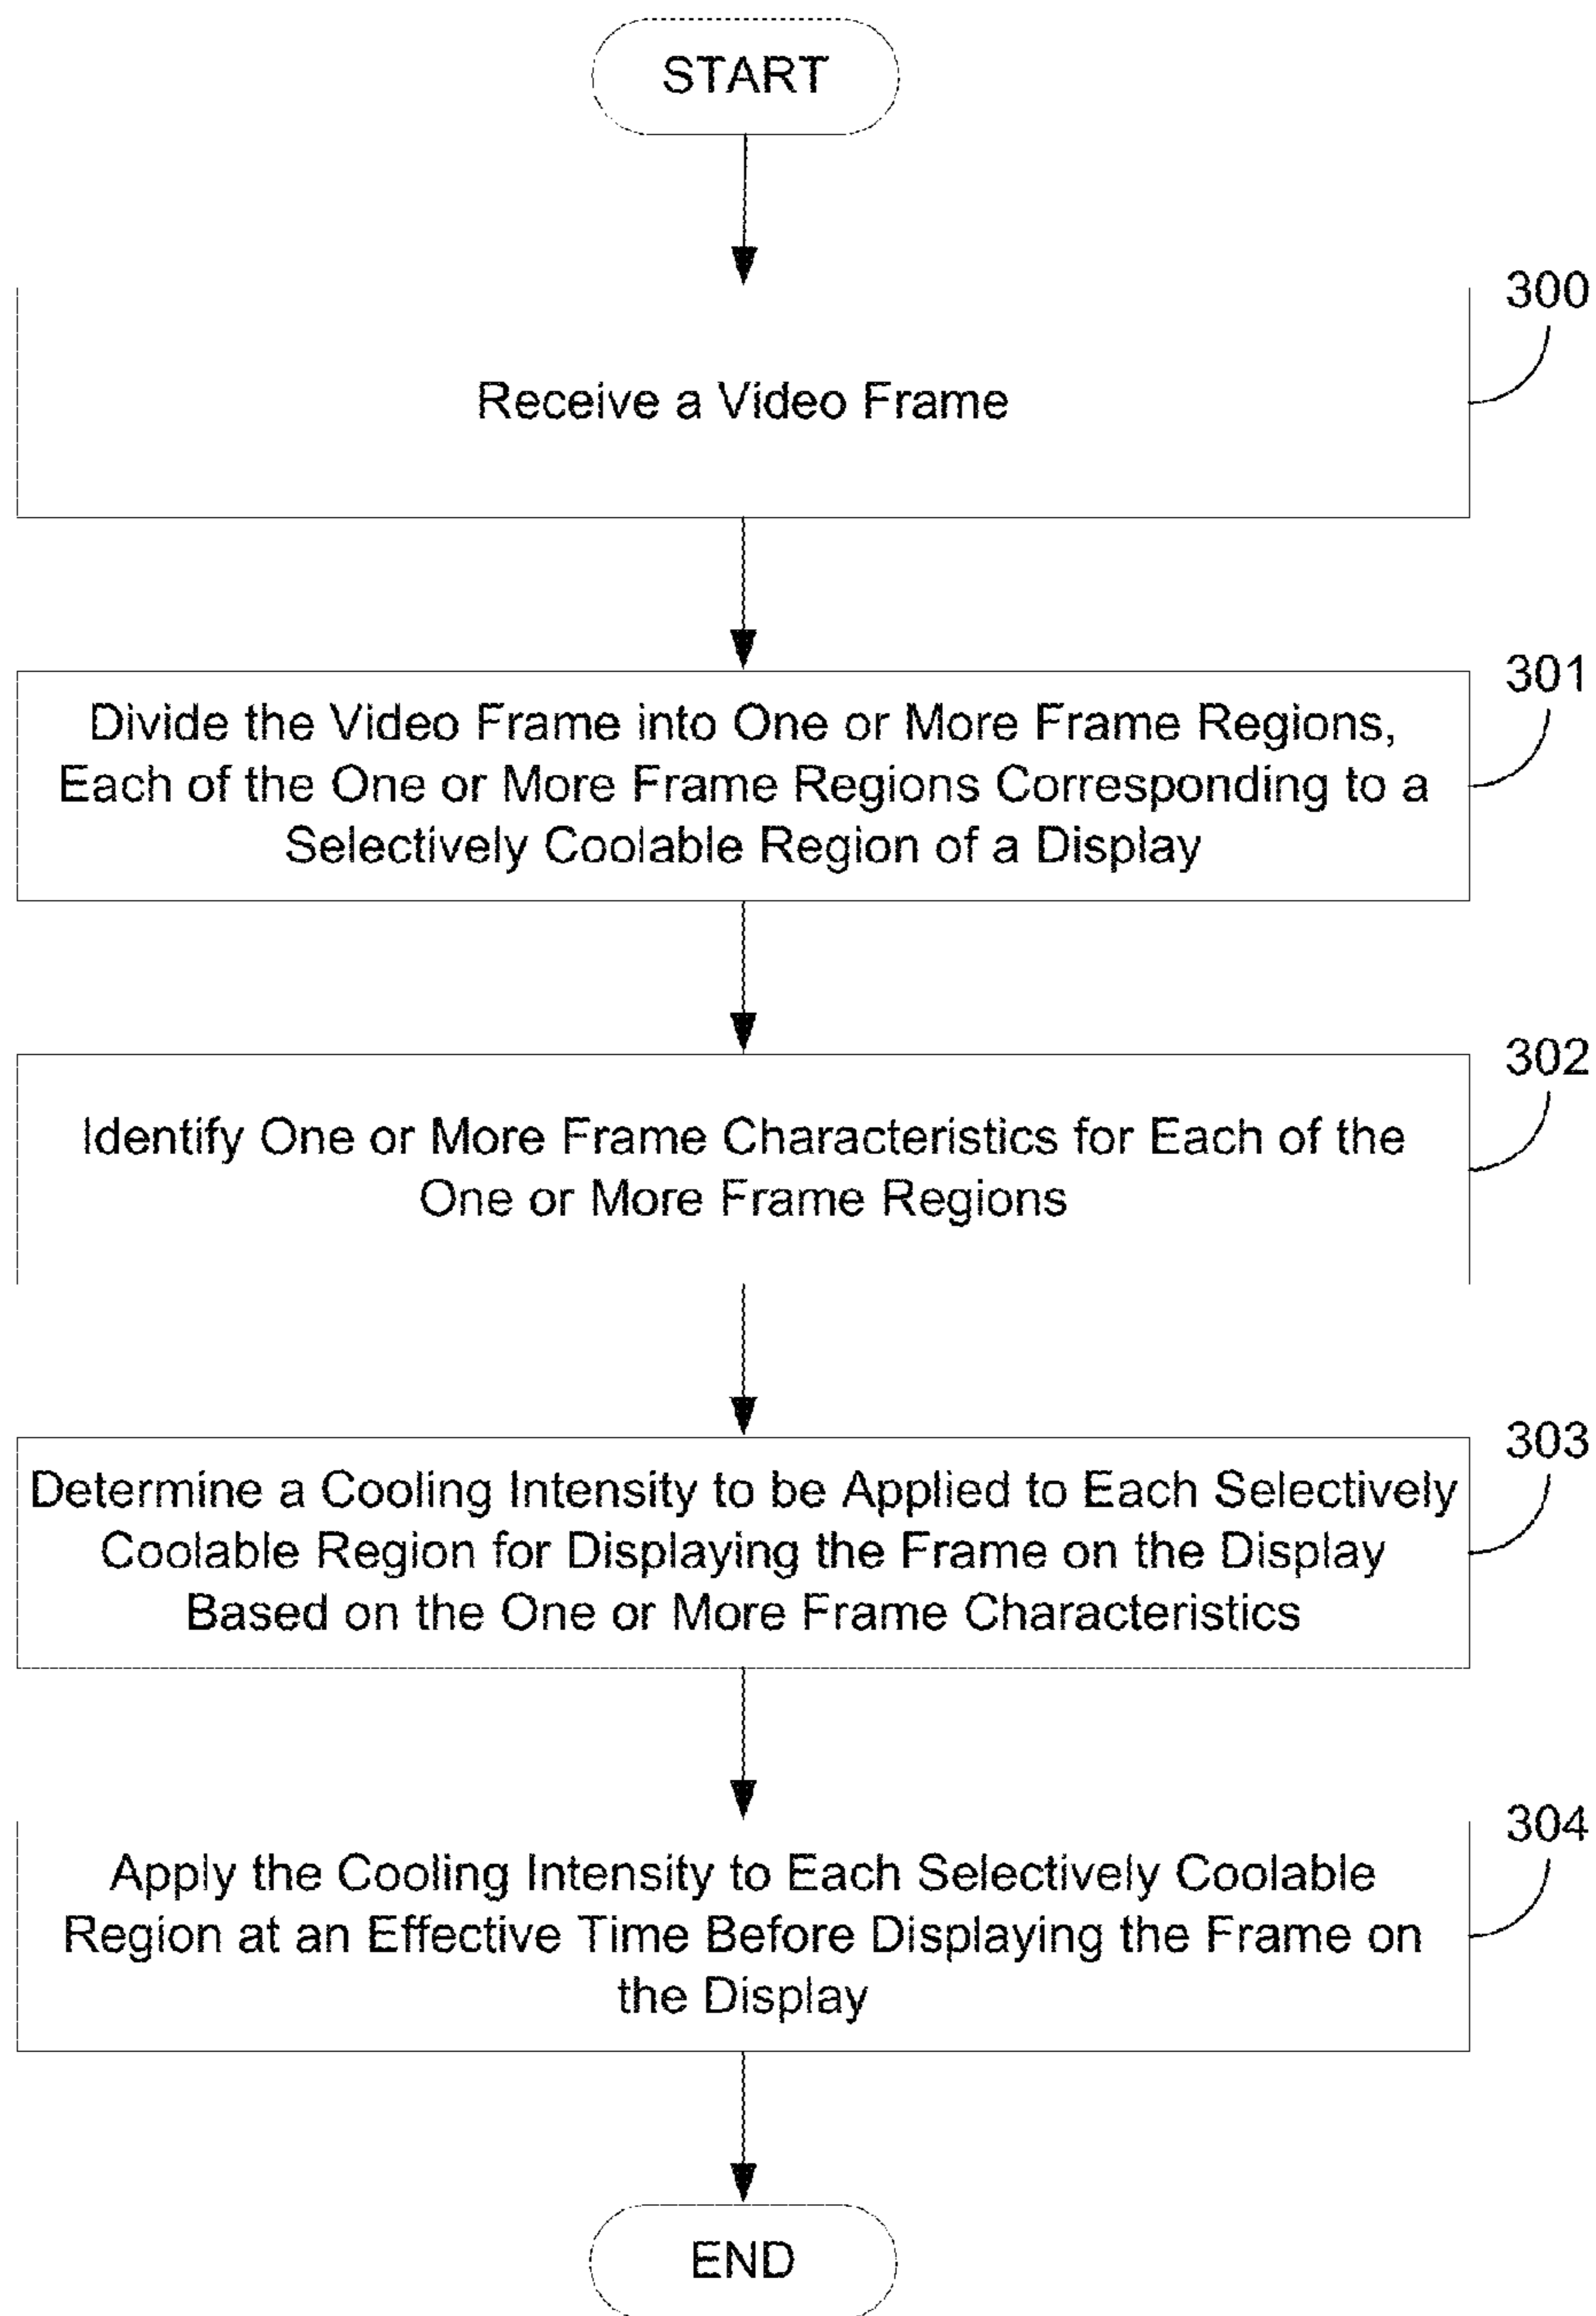 START
300
Receive a Video Frame
301
Divide the Video Frame into One or More Frame Regions,
Each of the One or More Frame Regions Corresponding to a
Selectively Coolable Region of a Display
302
Identify One or More Frame Characteristics for Each of the
One or More Frame Regions
303
Determine a Cooling Intensity to be Applied to Each Selectively
Coolable Region for Displaying the Frame on the Display
Based on the One or More Frame Characteristics
304
Apply the Cooling Intensity to Each Selectively Coolable
Region at an Effective Time Before Displaying the Frame on
the Display
END